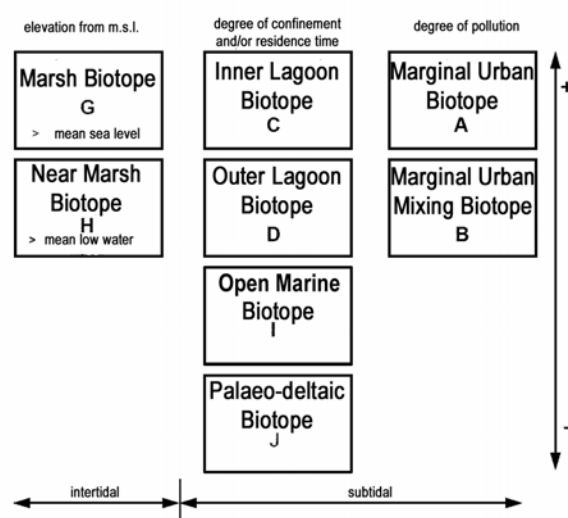 elevation from m.s.l.
degree of confinement
and/or residence time
degree of pollution
Marsh Biotope
G
> mean sea level
Inner Lagoon
Biotope
C
Marginal Urban
Biotope
A
+
Near Marsh
Biotope
H
> mean low water
Outer Lagoon
Biotope
D
Marginal Urban
Mixing Biotope
B
Open Marine
Biotope
I
Palaeo-deltaic
Biotope
J
-
intertidal
subtidal